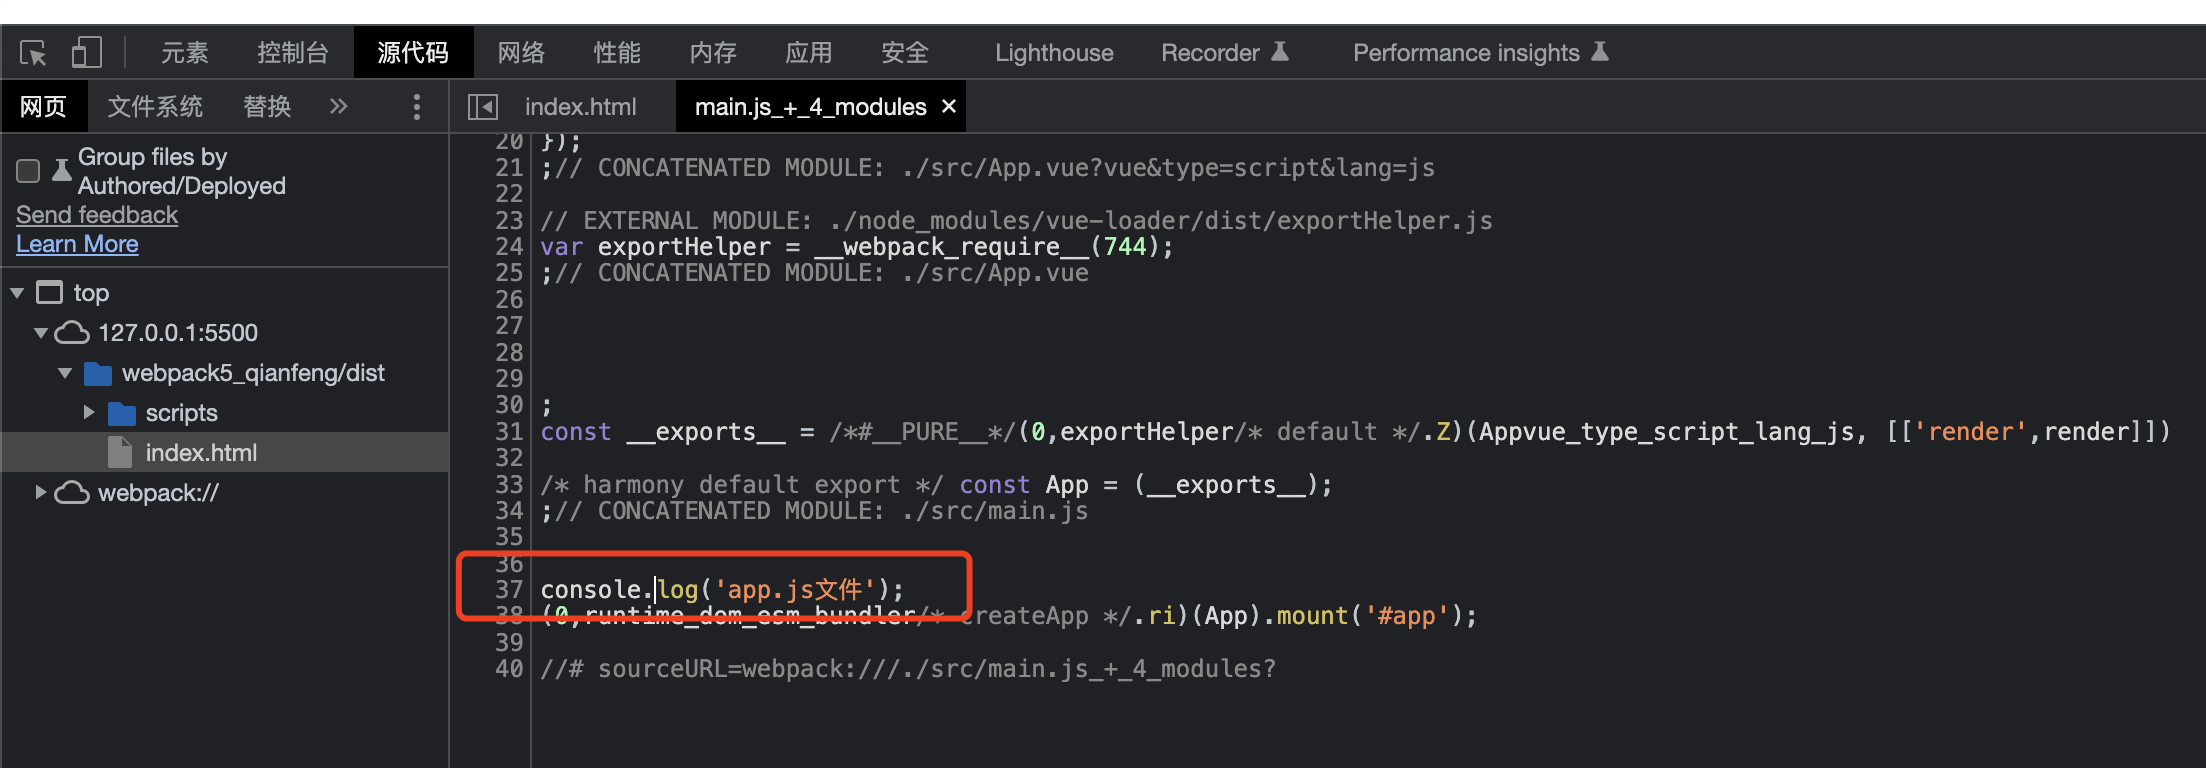 元素 控制台 源代码 网络 性能 内存 应用 安全 Lighthouse Recorder Performance insights
网页 文件系统 替换 »
index.html main.js_+_4_modules ×
Group files by
Authored/Deployed
Send feedback
Learn More
top
127.0.0.1:5500
webpack5_qianfeng/dist
scripts
index.html
webpack://
20 });
21 ;// CONCATENATED MODULE: ./src/App.vue?vue&type=script&lang=js
22
23 // EXTERNAL MODULE: ./node_modules/vue-loader/dist/exportHelper.js
24 var exportHelper = __webpack_require__(744);
25 ;// CONCATENATED MODULE: ./src/App.vue
26
27
28
29
30 ;
31 const __exports__ = /*#__PURE__*/(0,exportHelper/* default */.Z)(Appvue_type_script_lang_js, [['render',render]])
32
33 /* harmony default export */ const App = (__exports__);
34 ;// CONCATENATED MODULE: ./src/main.js
35
36
37 console.log('app.js文件');
38 (0,runtime_dom_esm_bundler/* createApp */.ri)(App).mount('#app');
39
40 //# sourceURL=webpack:///./src/main.js_+_4_modules?